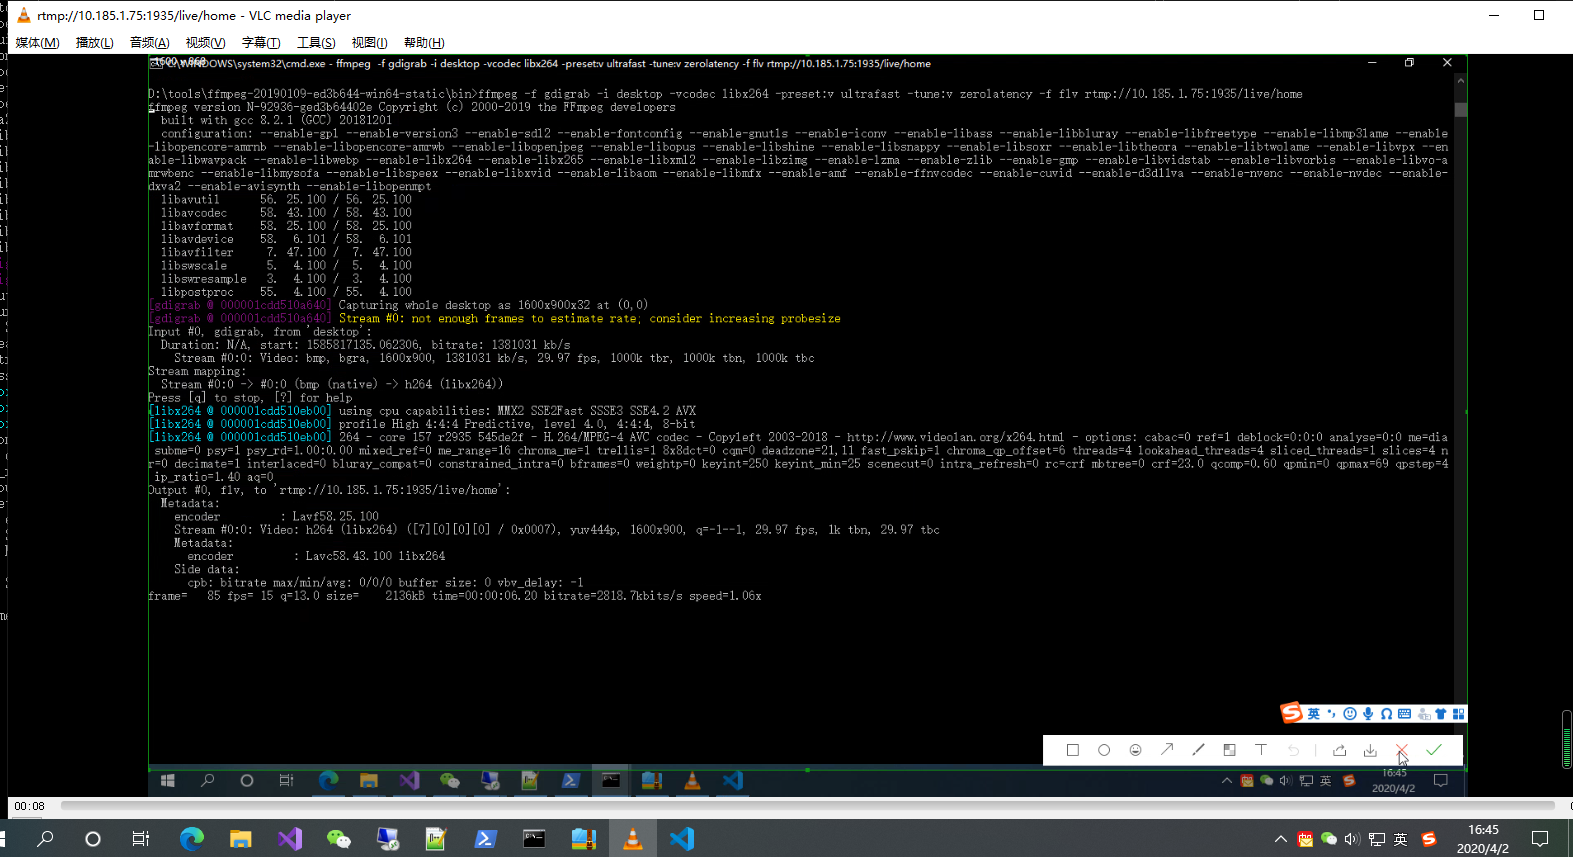 rtmp://10.185.1.75:1935/live/home - VLC media player
媒体(M) 播放(L) 音频(A) 视频(V) 字幕(T) 工具(S) 视图(I) 帮助(H)
C:\WINDOWS\system32\cmd.exe - ffmpeg -f gdigrab -i desktop -vcodec libx264 -preset:v ultrafast -tune:v zerolatency -f flv rtmp://10.185.1.75:1935/live/home
D:\tools\ffmpeg-20190109-ed3b644-win64-static\bin>ffmpeg -f gdigrab -i desktop -vcodec libx264 -preset:v ultrafast -tune:v zerolatency -f flv rtmp://10.185.1.75:1935/live/home
ffmpeg version N-92936-ged3b64402e Copyright (c) 2000-2019 the FFmpeg developers
built with gcc 8.2.1 (GCC) 20181201
configuration: --enable-gpl --enable-version3 --enable-sdl2 --enable-fontconfig --enable-gnutls --enable-iconv --enable-libass --enable-libbluray --enable-libfreetype --enable-libmp3lame --enable
-libopencore-amrnb --enable-libopencore-amrwb --enable-libopenjpeg --enable-libopus --enable-libshine --enable-libsnappy --enable-libsoxr --enable-libtheora --enable-libtwolame --enable-libvpx --en
able-libwavpack --enable-libwebp --enable-libx264 --enable-libx265 --enable-libxml2 --enable-libzimg --enable-lzma --enable-zlib --enable-gmp --enable-libvidstab --enable-libvorbis --enable-libvo-a
mrwbenc --enable-libmysofa --enable-libspeex --enable-libxvid --enable-libaom --enable-libmfx --enable-amf --enable-ffnvcodec --enable-cuvid --enable-d3d11va --enable-nvenc --enable-nvdec --enable-
dxva2 --enable-avisynth --enable-libopenmpt
libavutil 56. 25.100 / 56. 25.100
libavcodec 58. 43.100 / 58. 43.100
libavformat 58. 25.100 / 58. 25.100
libavdevice 58. 6.101 / 58. 6.101
libavfilter 7. 47.100 / 7. 47.100
libswscale 5. 4.100 / 5. 4.100
libswresample 3. 4.100 / 3. 4.100
libpostproc 55. 4.100 / 55. 4.100
[gdigrab @ 000001cdd510a640] Capturing whole desktop as 1600x900x32 at (0,0)
[gdigrab @ 000001cdd510a640] Stream #0: not enough frames to estimate rate; consider increasing probesize
Input #0, gdigrab, from 'desktop':
Duration: N/A, start: 1585817135.062306, bitrate: 1381031 kb/s
Stream #0:0: Video: bmp, bgra, 1600x900, 1381031 kb/s, 29.97 fps, 1000k tbr, 1000k tbn, 1000k tbc
Stream mapping:
Stream #0:0 -> #0:0 (bmp (native) -> h264 (libx264))
Press [q] to stop, [?] for help
[libx264 @ 000001cdd510eb00] using cpu capabilities: MMX2 SSE2Fast SSSE3 SSE4.2 AVX
[libx264 @ 000001cdd510eb00] profile High 4:4:4 Predictive, level 4.0, 4:4:4, 8-bit
[libx264 @ 000001cdd510eb00] 264 - core 157 r2935 545de2f - H.264/MPEG-4 AVC codec - Copyleft 2003-2018 - http://www.videolan.org/x264.html - options: cabac=0 ref=1 deblock=0:0:0 analyse=0:0 me=dia
subme=0 psy=1 psy_rd=1.00:0.00 mixed_ref=0 me_range=16 chroma_me=1 trellis=1 8x8dct=0 cqm=0 deadzone=21,11 fast_pskip=1 chroma_qp_offset=6 threads=4 lookahead_threads=4 sliced_threads=1 slices=4 n
r=0 decimate=1 interlaced=0 bluray_compat=0 constrained_intra=0 bframes=0 weightp=0 keyint=250 keyint_min=25 scenecut=0 intra_refresh=0 rc=crf mbtree=0 crf=23.0 qcomp=0.60 qpmin=0 qpmax=69 qpstep=4
ip_ratio=1.40 aq=0
Output #0, flv, to 'rtmp://10.185.1.75:1935/live/home':
Metadata:
encoder : Lavf58.25.100
Stream #0:0: Video: h264 (libx264) ([7][0][0][0] / 0x0007), yuv444p, 1600x900, q=-1--1, 29.97 fps, 1k tbn, 29.97 tbc
Metadata:
encoder : Lavc58.43.100 libx264
Side data:
cpb: bitrate max/min/avg: 0/0/0 buffer size: 0 vbv_delay: -1
frame= 85 fps= 15 q=13.0 size= 2136kB time=00:00:06.20 bitrate=2818.7kbits/s speed=1.06x
英
英
16:45
2020/4/2
00:08
英
16:45
2020/4/2